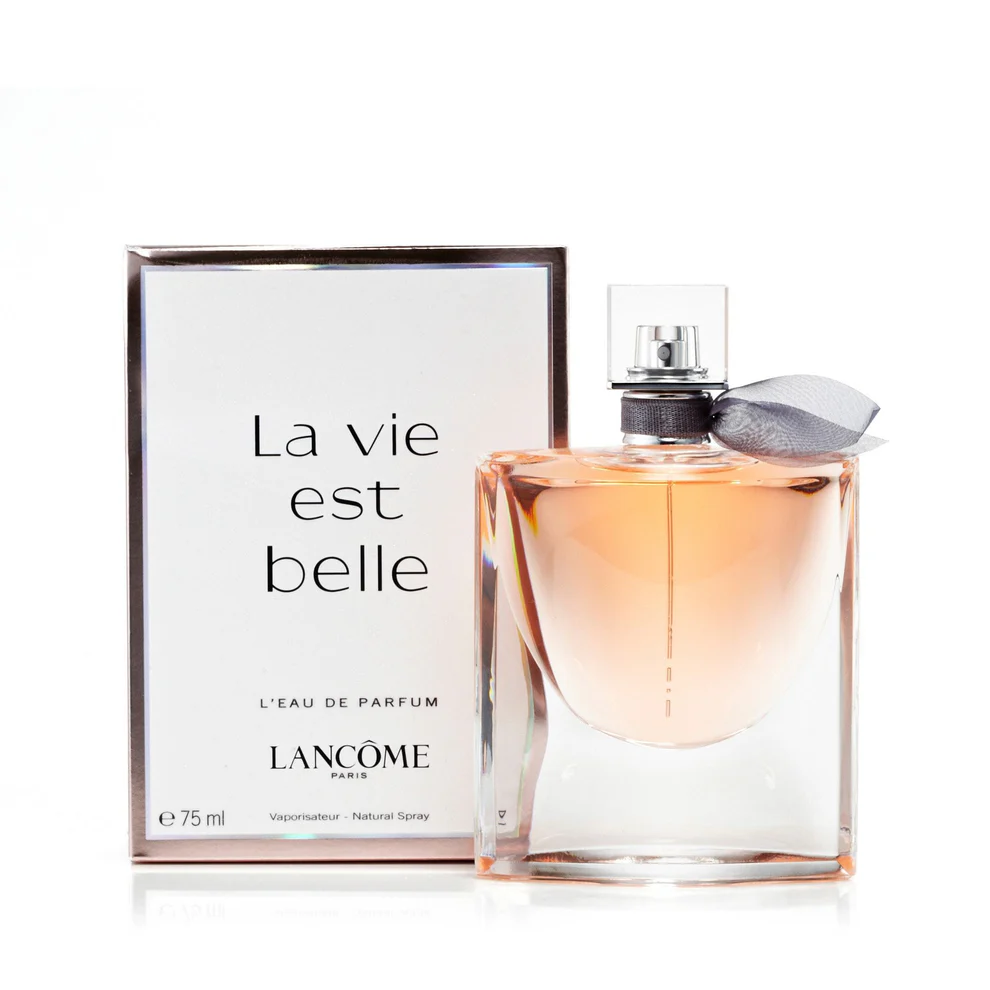 La vie
est
belle
L'EAU DE PARFUM
LANCÔME
PARIS
℮ 75 ml
Vaporisateur - Natural Spray